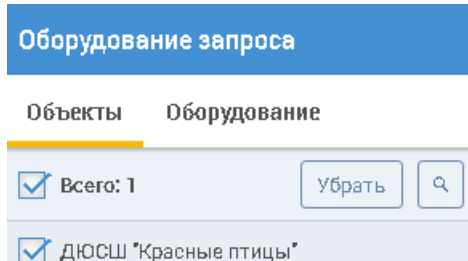 Оборудование запроса
Объекты Оборудование
Всего: 1 Убрать
ДЮСШ "Красные птицы"